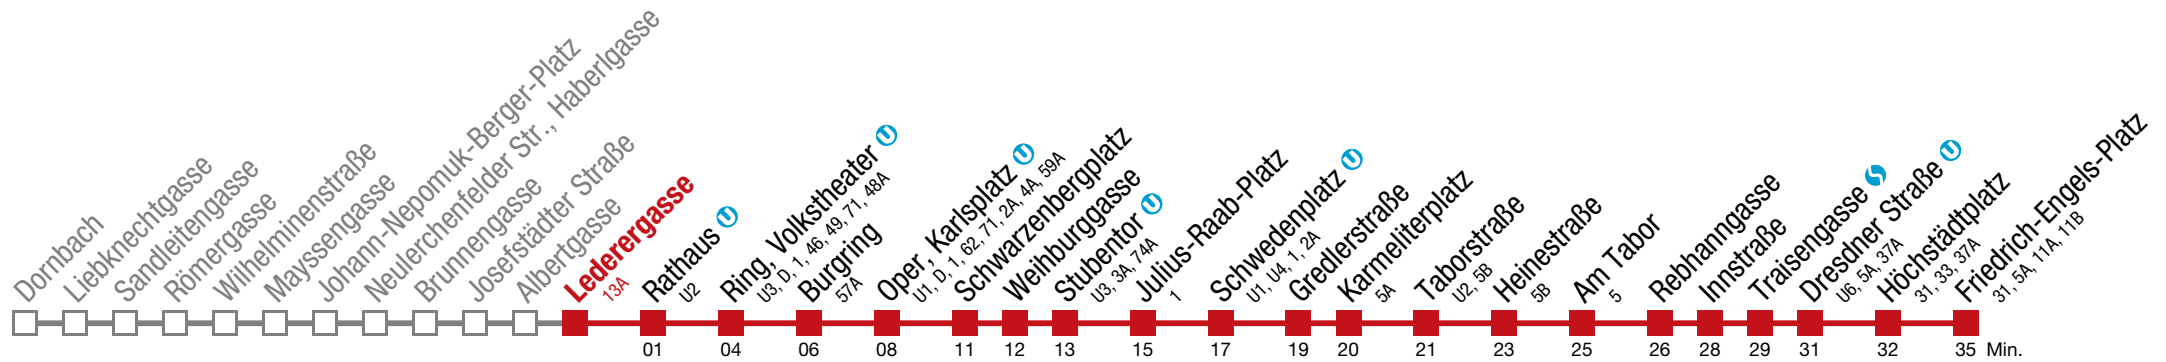 Dornbach
Liebknechtgasse
Sandleitengasse
Römergasse
Wilhelminenstraße
Mayssengasse
Johann-Nepomuk-Berger-Platz
Neulerchenfelder Str., Haberlgasse
Brunnengasse
Josefstädter Straße
Albertgasse
Lederergasse
13A
Rathaus U
U2
Ring, Volkstheater U
U3, D, 1, 46, 49, 71, 48A
Burgring
57A
Oper, Karlsplatz U
U1, D, 1, 62, 71, 2A, 4A, 59A
Schwarzenbergplatz
Weihburggasse
Stubentor U
U3, 3A, 74A
Julius-Raab-Platz
1
Schwedenplatz U
U1, U4, 1, 2A
Gredlerstraße
Karmeliterplatz
5A
Taborstraße
U2, 5B
Heinestraße
5B
Am Tabor
5
Rebhanngasse
Innstraße
Traisengasse S
Dresdner Straße U
U6, 5A, 37A
Höchstädtplatz
31, 33, 37A
Friedrich-Engels-Platz
31, 5A, 11A, 11B
01 04 06 08 11 12 13 15 17 19 20 21 23 25 26 28 29 31 32 35 Min.